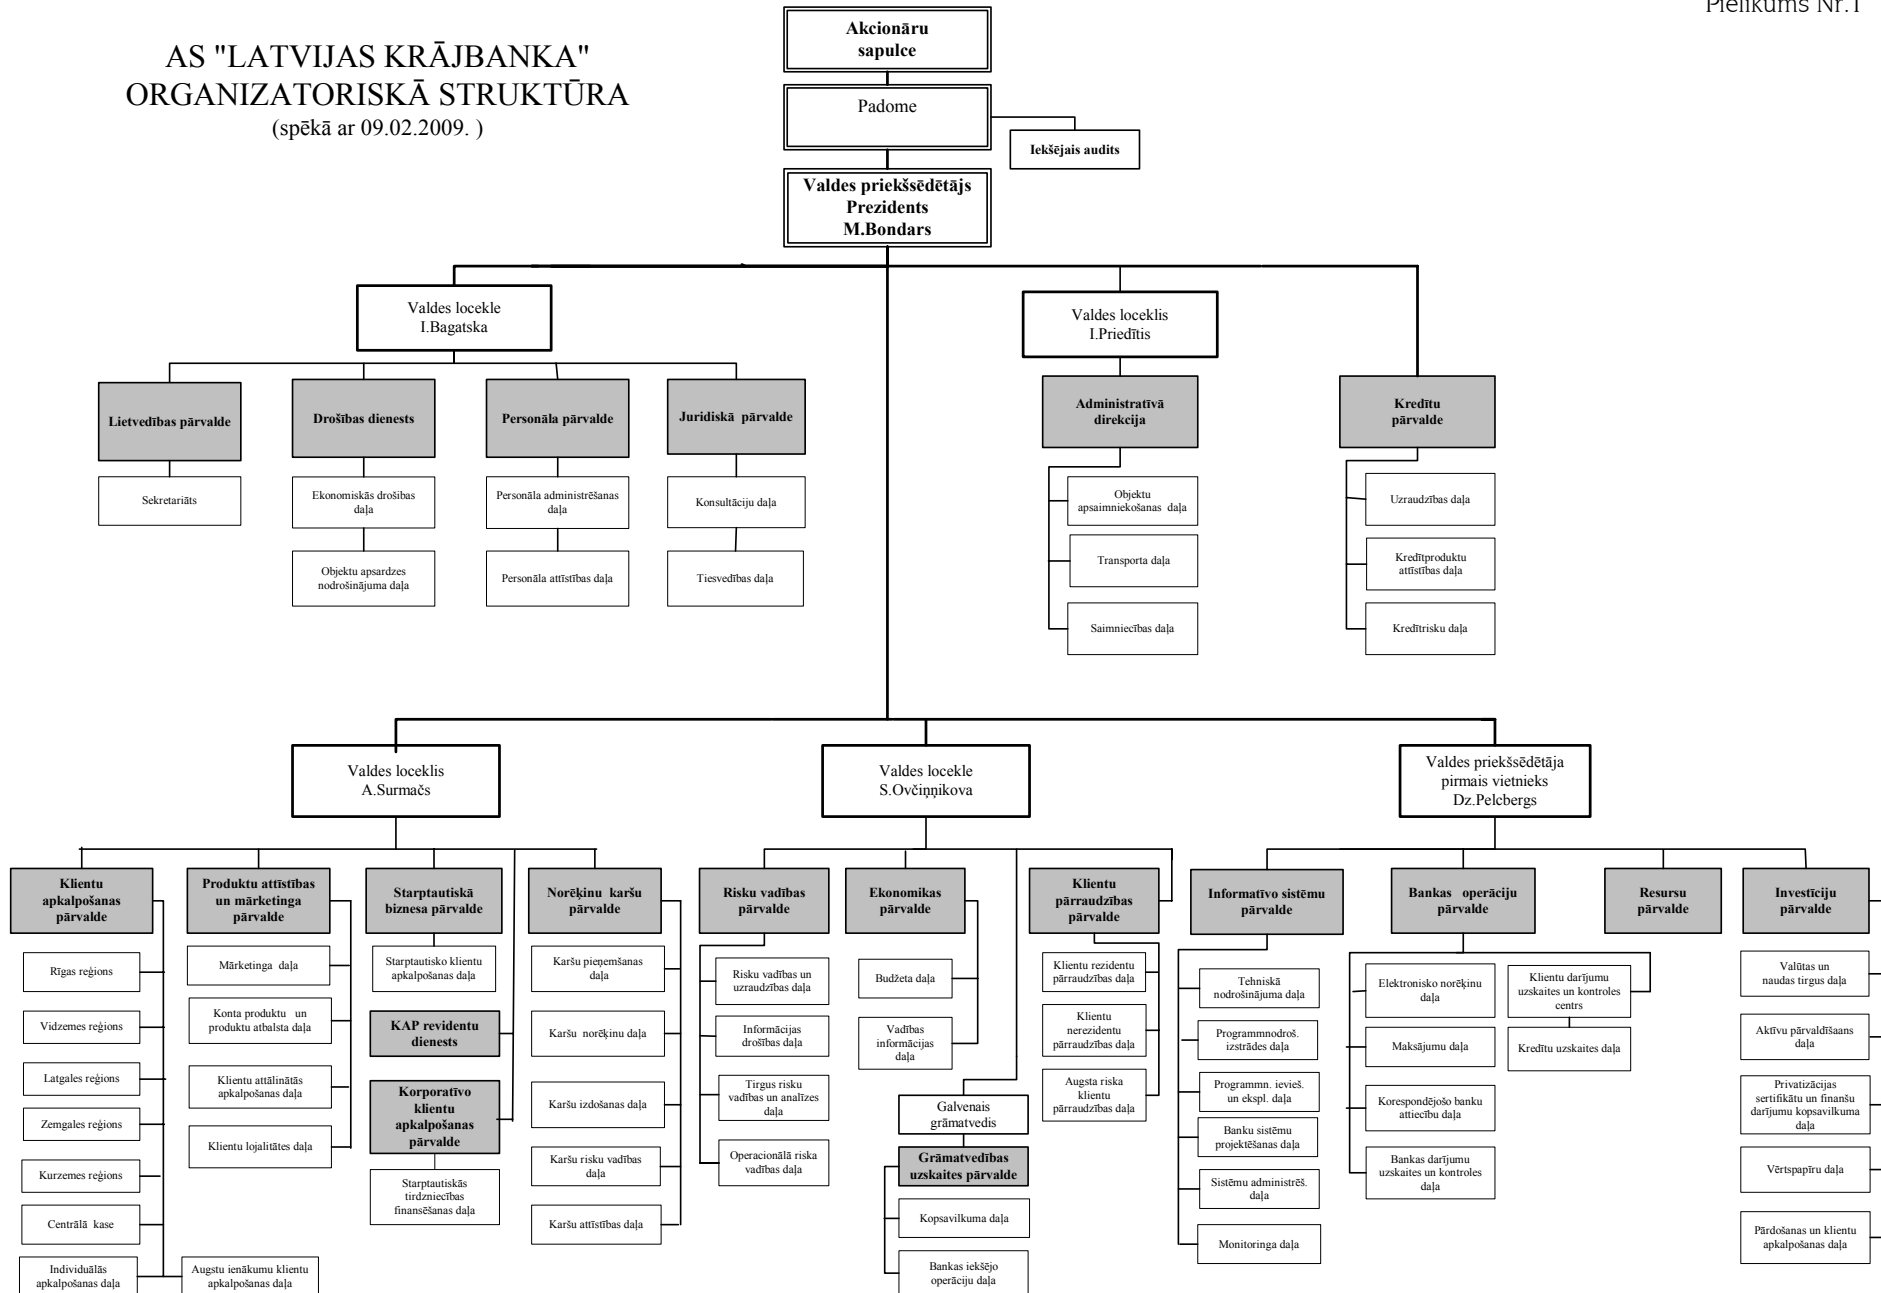 Pielikums Nr.1
AS "LATVIJAS KRĀJBANKA"
ORGANIZATORISKĀ STRUKTŪRA
(spēkā ar 09.02.2009. )
Akcionāru
sapulce
Padome
Iekšējais audits
Valdes priekšsēdētājs
Prezidents
M.Bondars
Valdes locekle
I.Bagatska
Valdes loceklis
I.Priedītis
Lietvedības pārvalde
Drošības dienests
Personāla pārvalde
Juridiskā pārvalde
Administratīvā
direkcija
Kredītu
pārvalde
Sekretariāts
Ekonomiskās drošibas
daļa
Objektu apsardzes
nodrošinājuma daļa
Personāla administrēšanas
daļa
Personāla attīstības daļa
Konsultāciju daļa
Tiesvedības daļa
Objektu
apsaimniekošanas daļa
Transporta daļa
Saimniecības daļa
Uzraudzības daļa
Kredītproduktu
attīstības daļa
Kredītrisku daļa
Valdes loceklis
A.Surmačs
Valdes locekle
S.Ovčiņņikova
Valdes priekšsēdētāja
pirmais vietnieks
Dz.Pelcbergs
Klientu
apkalpošanas
pārvalde
Rīgas reģions
Vidzemes reģions
Latgales reģions
Zemgales reģions
Kurzemes reģions
Centrālā kase
Individuālās
apkalpošanas daļa
Augstu ienākumu klientu
apkalpošanas daļa
Produktu attīstības
un mārketinga
pārvalde
Mārketinga daļa
Konta produktu un
produktu atbalsta daļa
Klientu attālinātās
apkalpošanas daļa
Klientu lojalitātes daļa
Starptautiskā
biznesa pārvalde
Starptautisko klientu
apkalpošanas daļa
KAP revidentu
dienests
Korporatīvo
klientu
apkalpošanas
pārvalde
Starptautiskās
tirdzniecības
finansēšanas daļa
Norēķinu karšu
pārvalde
Karšu pieņemšanas
daļa
Karšu norēķinu daļa
Karšu izdošanas daļa
Karšu risku vadības
daļa
Karšu attīstības daļa
Risku vadības
pārvalde
Risku vadības un
uzraudzības daļa
Informācijas
drošības daļa
Tirgus risku
vadības un analīzes
daļa
Operacionālā riska
vadības daļa
Ekonomikas
pārvalde
Budžeta daļa
Vadības
informācijas
daļa
Galvenais
grāmatvedis
Grāmatvedības
uzskaites pārvalde
Kopsavilkuma daļa
Bankas iekšējo
operāciju daļa
Klientu
pārraudzības
pārvalde
Klientu rezidentu
pārraudzības daļa
Klientu
nerezidentu
pārraudzības daļa
Augsta riska
klientu
pārraudzības daļa
Informatīvo sistēmu
pārvalde
Tehniskā
nodrošinājuma daļa
Programmnodroš.
izstrādes daļa
Programmn. ievieš.
un ekspl. daļa
Banku sistēmu
projektēšanas daļa
Sistēmu administrēš.
daļa
Monitoringa daļa
Bankas operāciju
pārvalde
Elektronisko norēķinu
daļa
Maksājumu daļa
Korespondējošo banku
attiecību daļa
Bankas darījumu
uzskaites un kontroles
daļa
Klientu darījumu
uzskaites un kontroles
centrs
Kredītu uzskaites daļa
Resursu
pārvalde
Investīciju
pārvalde
Valūtas un
naudas tirgus daļa
Aktīvu pārvaldīšaans
daļa
Privatizācijas
sertifikātu un finanšu
darījumu kopsavilkuma
daļa
Vērtspapīru daļa
Pārdošanas un klientu
apkalpošanas daļa